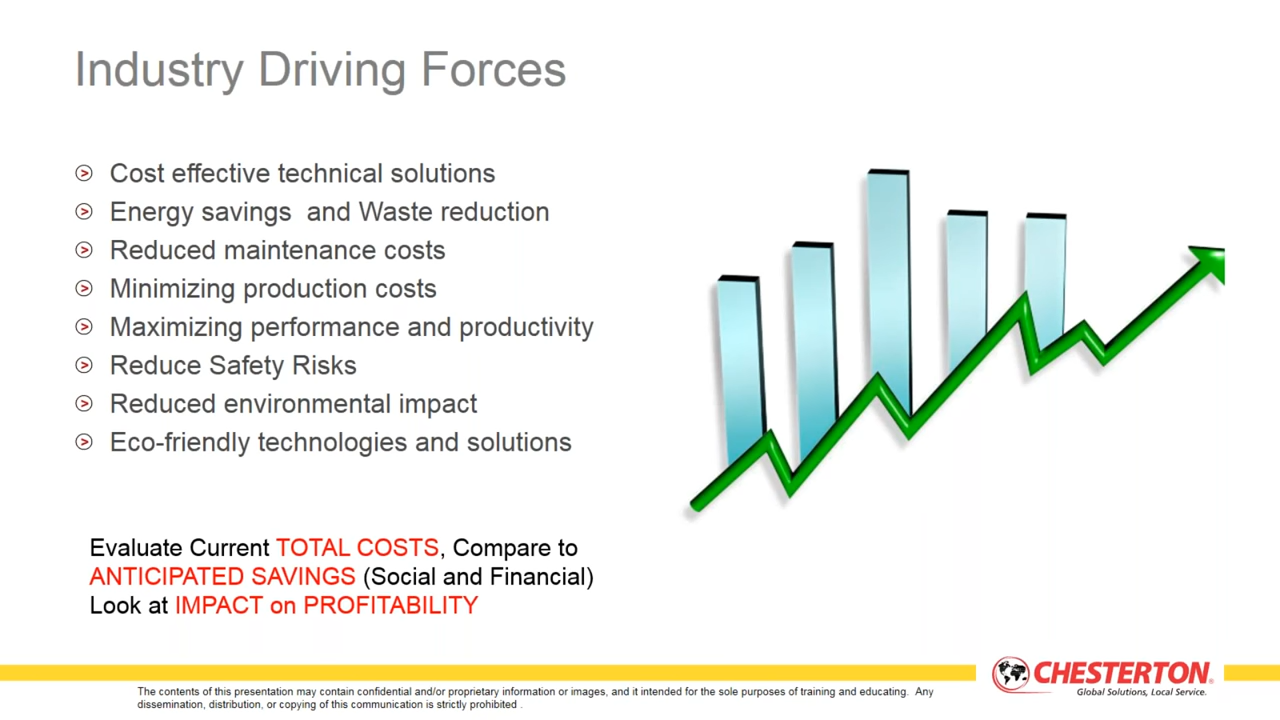 Industry Driving Forces
Cost effective technical solutions
Energy savings  and Waste reduction
Reduced maintenance costs
Minimizing production costs
Maximizing performance and productivity
Reduce Safety Risks
Reduced environmental impact
Eco-friendly technologies and solutions
Evaluate Current TOTAL COSTS, Compare to
ANTICIPATED SAVINGS (Social and Financial)
Look at IMPACT on PROFITABILITY
CHESTERTON®
Global Solutions, Local Service.
The contents of this presentation may contain confidential and/or proprietary information or images, and it intended for the sole purposes of training and educating.  Any
dissemination, distribution, or copying of this communication is strictly prohibited .